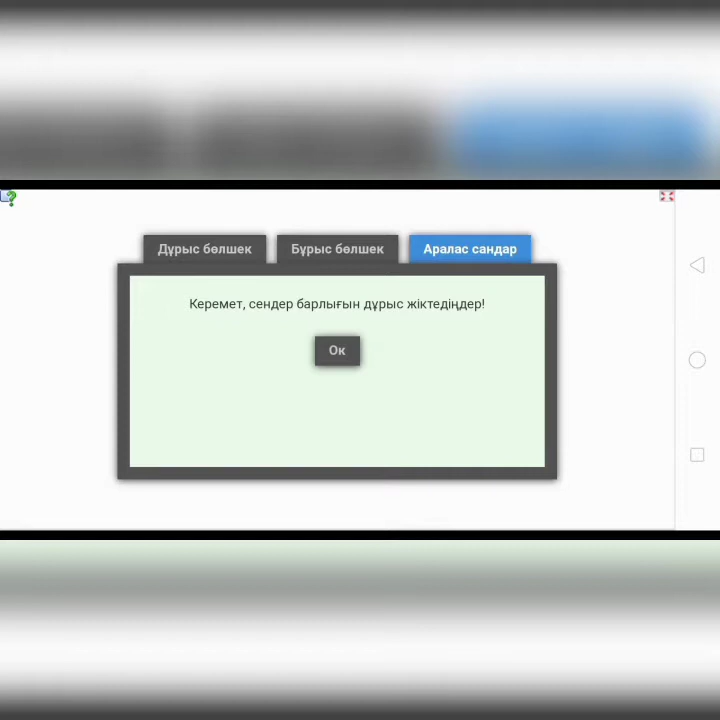 Дұрыс бөлшек Бұрыс бөлшек Аралас сандар
Керемет, сендер барлығын дұрыс жіктедіңдер!
Ок